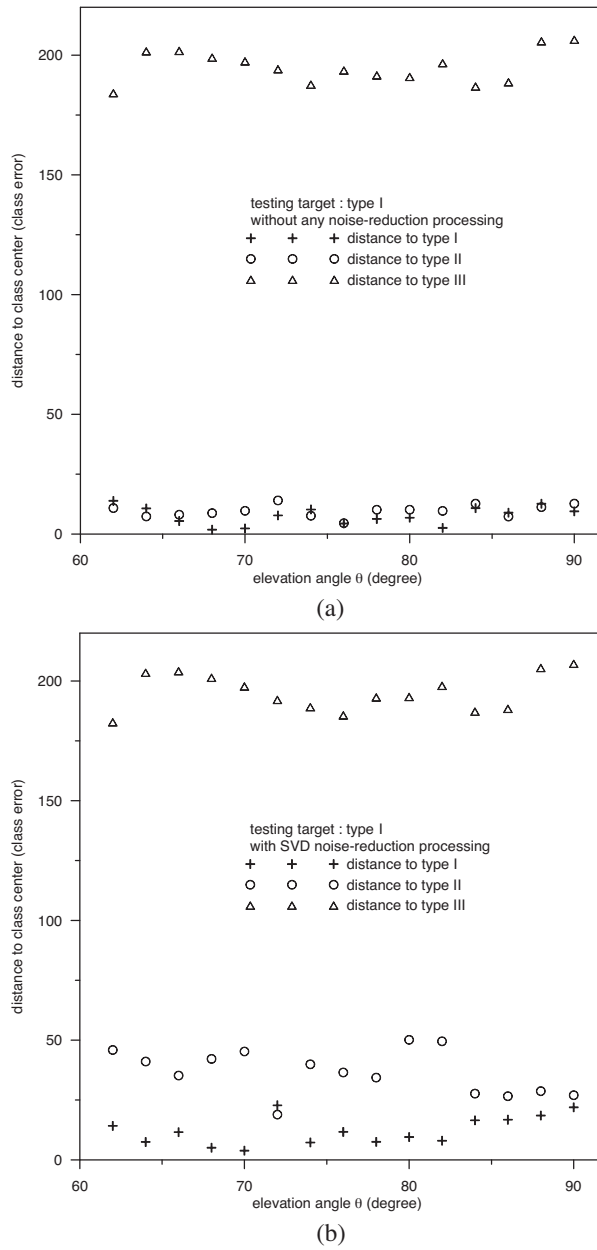 200
150
100
50
0
distance to class center (class error)
testing target : type I
without any noise-reduction processing
distance to type I
distance to type II
distance to type III
60 70 80 90
elevation angle θ (degree)
(a)
200
150
100
50
0
distance to class center (class error)
testing target : type I
with SVD noise-reduction processing
distance to type I
distance to type II
distance to type III
60 70 80 90
elevation angle θ (degree)
(b)